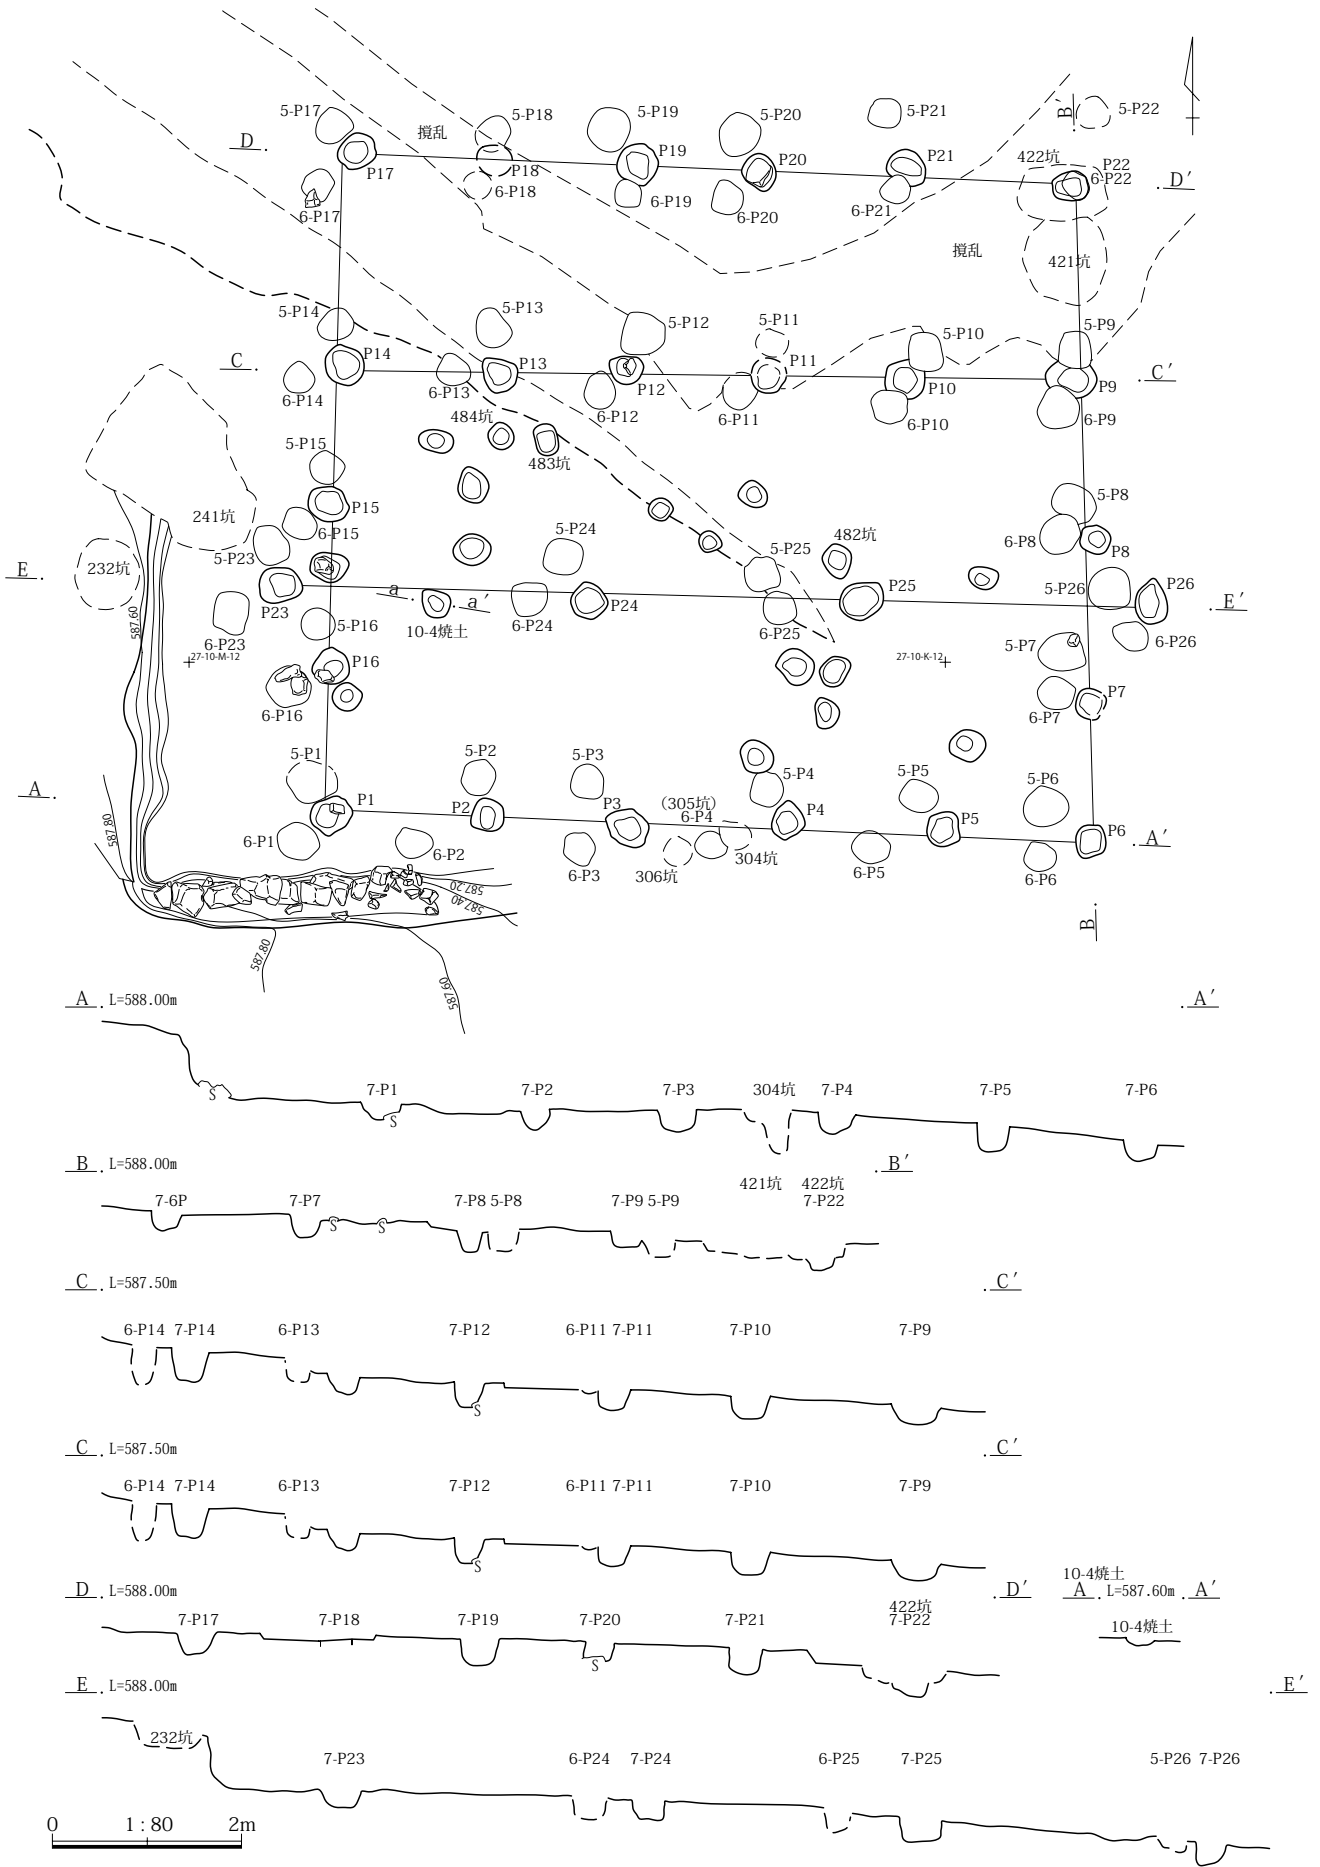 5-P17
撹乱
5-P18
5-P19
5-P20
5-P21
B′
5-P22
D
P17
P18
P19
P20
P21
422坑
P22
6-P22
D′
6-P17
6-P18
6-P19
6-P20
6-P21
撹乱
421坑
5-P14
5-P13
5-P12
5-P11
5-P10
5-P9
C
P14
P13
P12
P11
P10
P9
C′
6-P14
6-P13
6-P12
6-P11
6-P10
6-P9
484坑
483坑
5-P15
P15
6-P15
241坑
5-P23
5-P24
5-P25
482坑
5-P8
6-P8
P8
E
232坑
587.60
P23
a
a′
P24
P25
5-P26
P26
E′
6-P23
5-P16
10-4焼土
6-P24
6-P25
5-P7
6-P26
27-10-M-12
P16
27-10-K-12
6-P16
6-P7
P7
5-P1
5-P2
5-P3
5-P4
5-P5
5-P6
A
587.80
P1
P2
P3
(305坑)
6-P4
P4
P5
P6
A′
6-P1
6-P2
6-P3
306坑
304坑
6-P5
6-P6
587.20
587.40
587.80
587.60
B
A L=588.00m A′
S
7-P1 7-P2 7-P3 304坑 7-P4 7-P5 7-P6
S
B L=588.00m B′
421坑 422坑
7-6P 7-P7 7-P8 5-P8 7-P9 5-P9 7-P22
S S
C L=587.50m C′
6-P14 7-P14 6-P13 7-P12 6-P11 7-P11 7-P10 7-P9
S
C L=587.50m C′
6-P14 7-P14 6-P13 7-P12 6-P11 7-P11 7-P10 7-P9
S
10-4焼土
D L=588.00m D′ A L=587.60m A′
422坑
7-P17 7-P18 7-P19 7-P20 7-P21 7-P22 10-4焼土
S
E L=588.00m E′
232坑
7-P23 6-P24 7-P24 6-P25 7-P25 5-P26 7-P26
0 1:80 2m